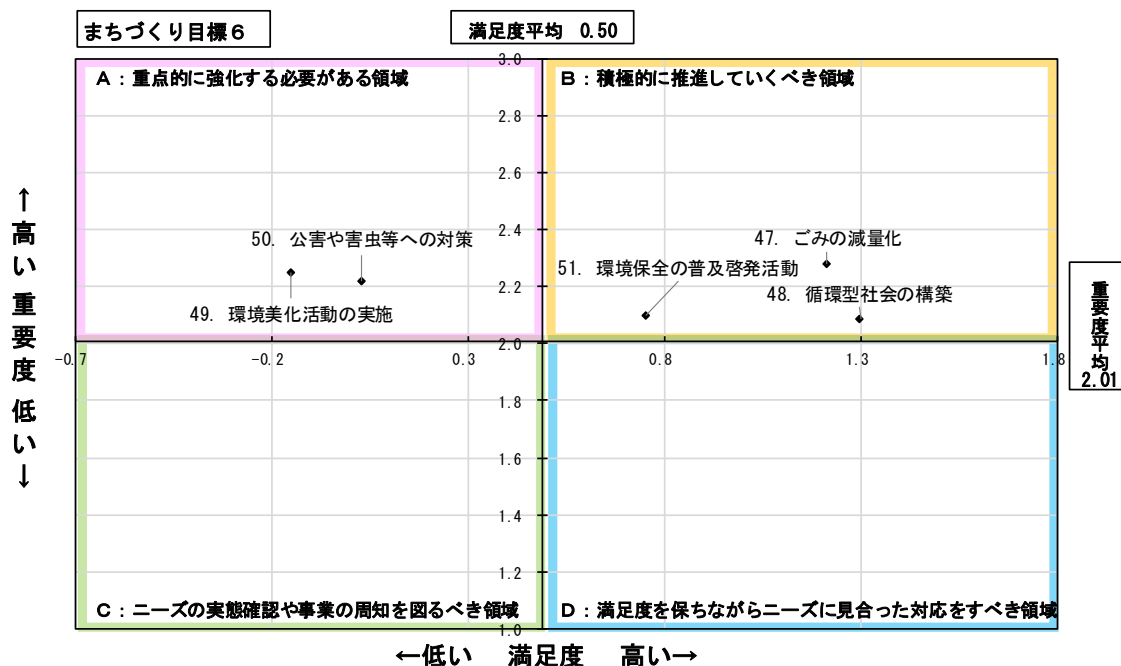 まちづくり目標６
満足度平均　0.50
3.0
Ａ：重点的に強化する必要がある領域
Ｂ：積極的に推進していくべき領域
2.8
2.6
2.4
50. 公害や害虫等への対策
47. ごみの減量化
51. 環境保全の普及啓発活動
2.2
48. 循環型社会の構築
49. 環境美化活動の実施
2.0
-0.7
-0.2
0.3
0.8
1.3
1.8
1.8
1.6
1.4
1.2
Ｃ：ニーズの実態確認や事業の周知を図るべき領域
Ｄ：満足度を保ちながらニーズに見合った対応をすべき領域
1.0
↑高い 重要度 低い↓
重要度平均
2.01
←低い　満足度　高い→